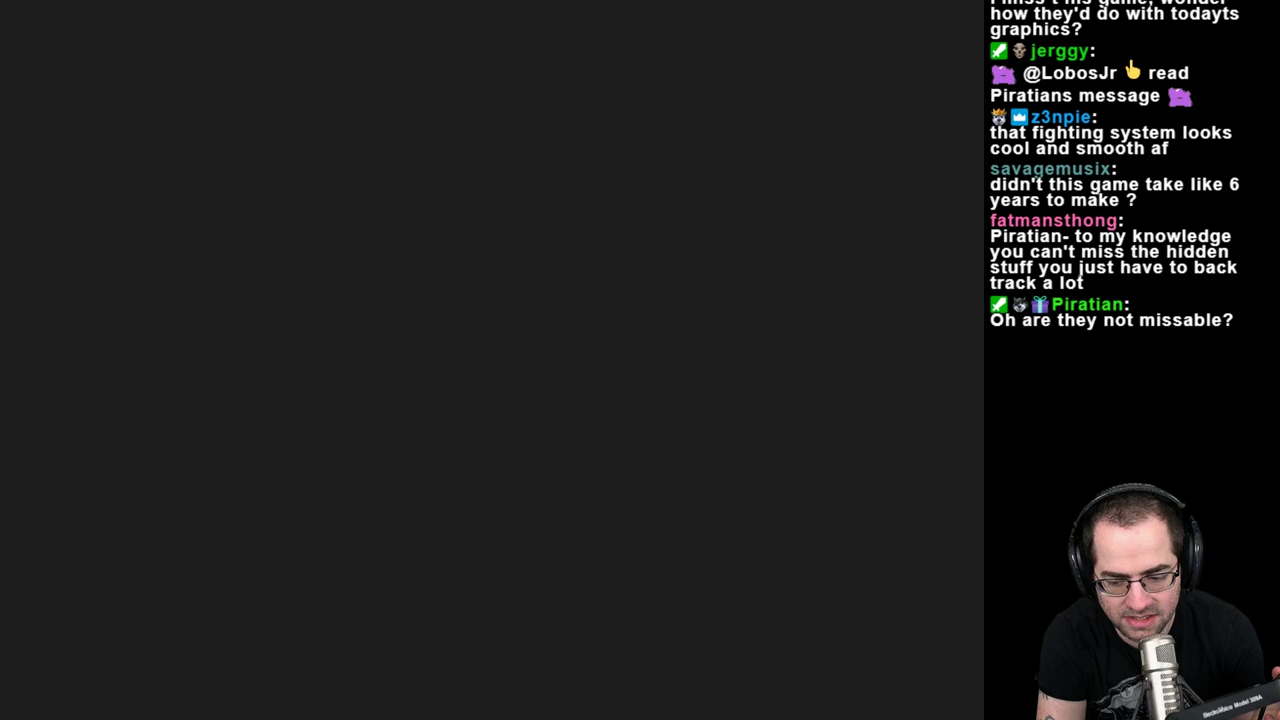 how they'd do with todayts
graphics?
jerggy:
@LobosJr read
Piratians message
z3npie:
that fighting system looks
cool and smooth af
savagemusix:
didn't this game take like 6
years to make ?
fatmansthong:
Piratian- to my knowledge
you can't miss the hidden
stuff you just have to back
track a lot
Piratian:
Oh are they not missable?